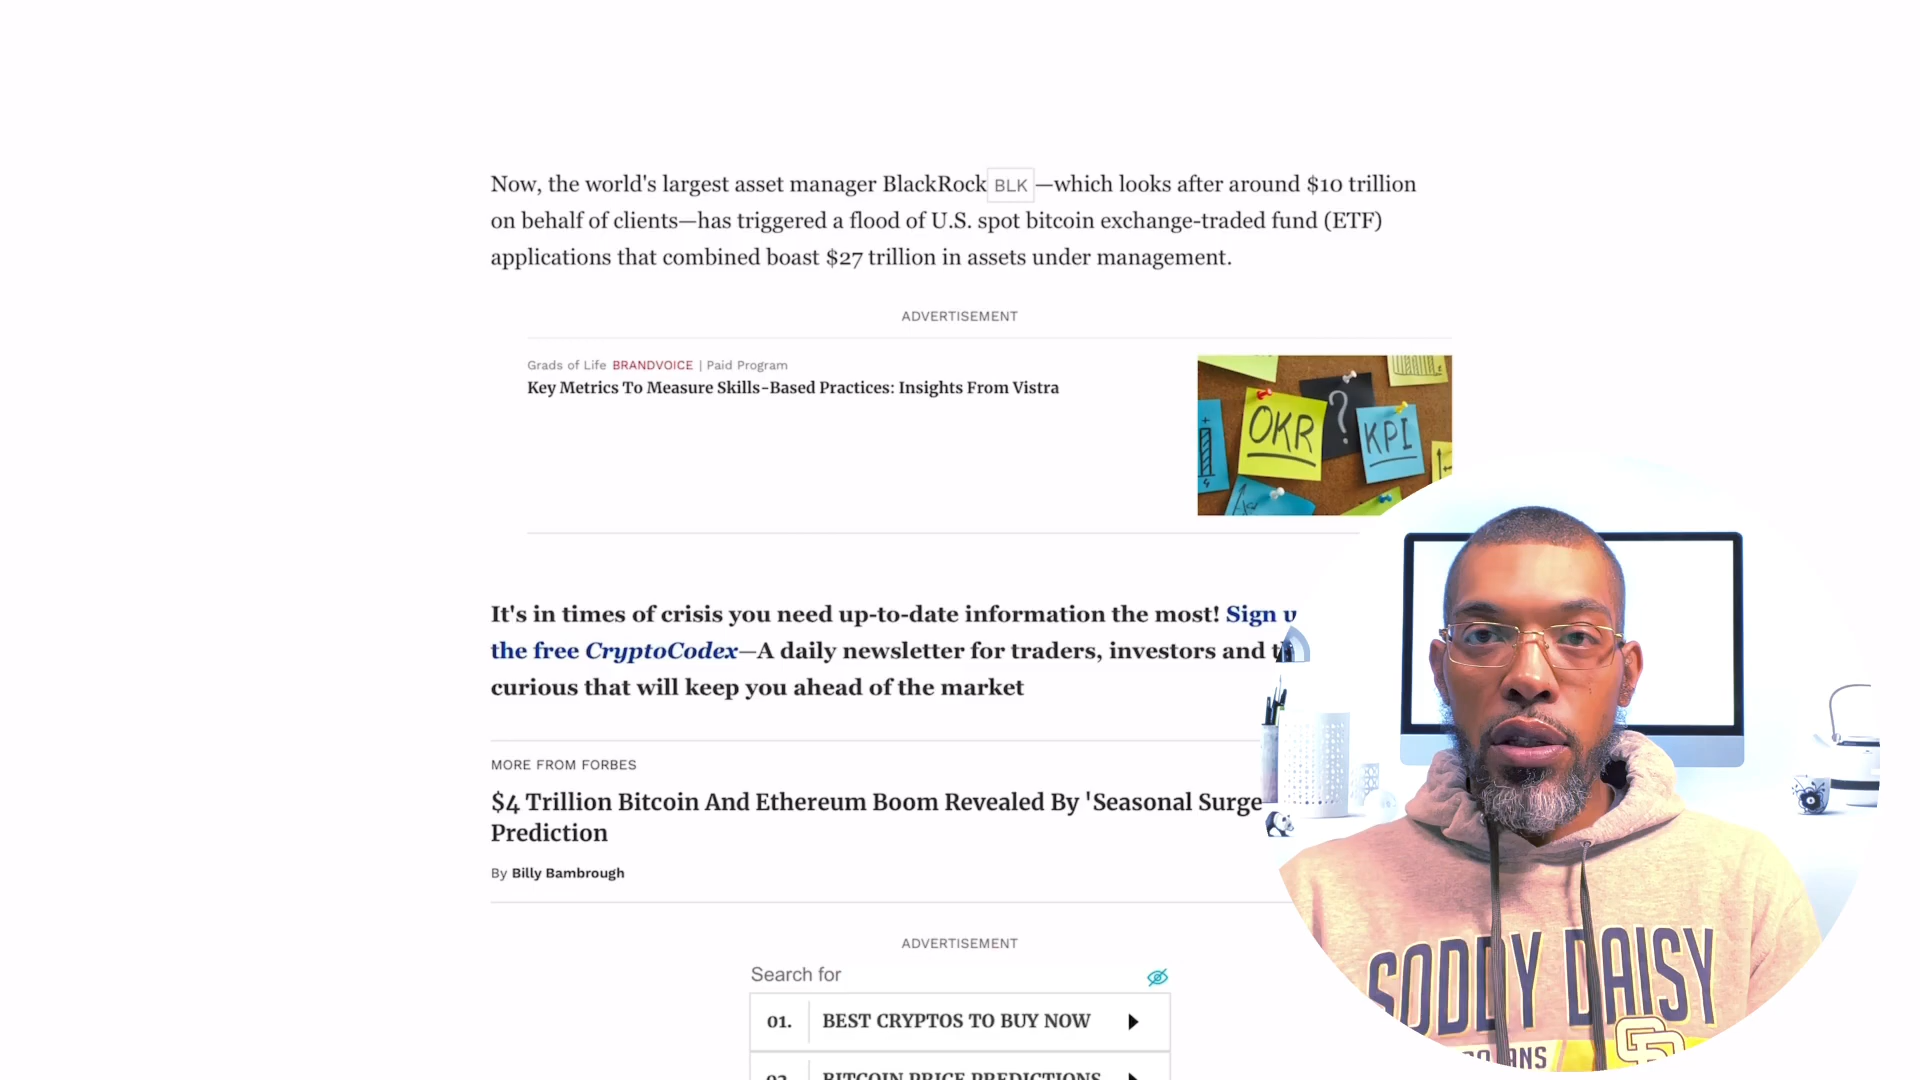 Now, the world's largest asset manager BlackRock BLK —which looks after around $10 trillion
on behalf of clients—has triggered a flood of U.S. spot bitcoin exchange-traded fund (ETF)
applications that combined boast $27 trillion in assets under management.
ADVERTISEMENT
Grads of Life BRANDVOICE | Paid Program
Key Metrics To Measure Skills-Based Practices: Insights From Vistra
OKR ? KPI
It's in times of crisis you need up-to-date information the most! Sign
the free CryptoCodex—A daily newsletter for traders, investors and
curious that will keep you ahead of the market
MORE FROM FORBES
$4 Trillion Bitcoin And Ethereum Boom Revealed By 'Seasonal Surge
Prediction
By Billy Bambrough
ADVERTISEMENT
Search for
01. BEST CRYPTOS TO BUY NOW
02. BITCOIN PRICE PREDICTIONS
SODDY DAISY
SD